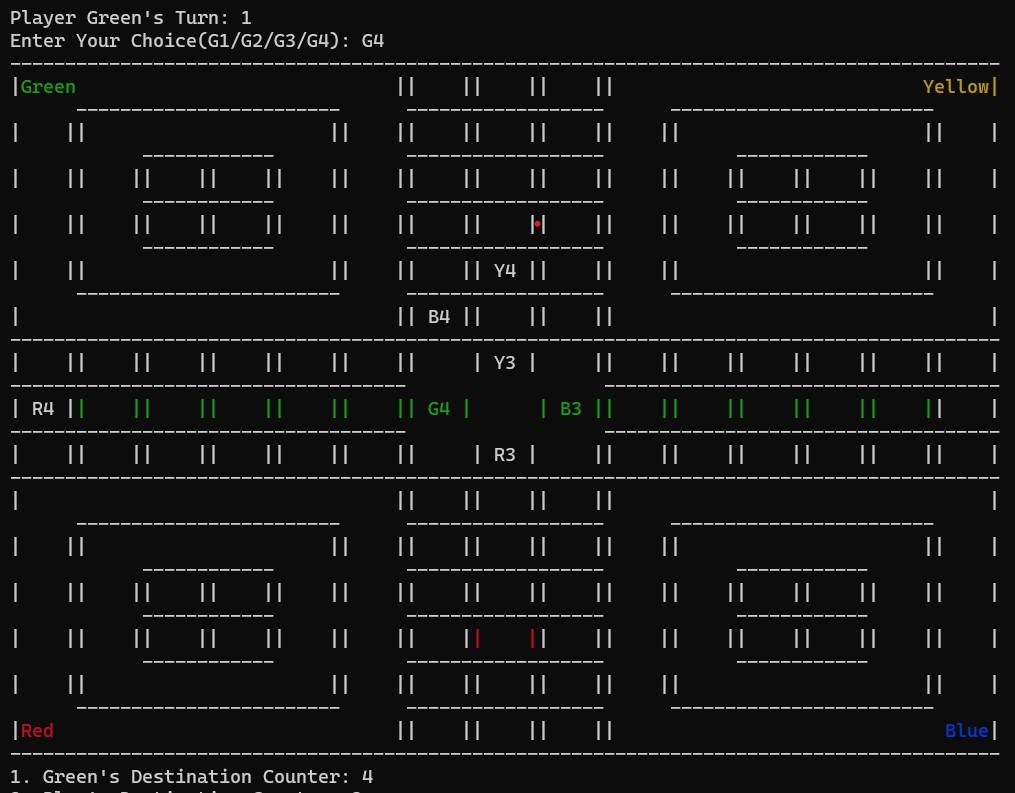 Player Green's Turn: 1
Enter Your Choice(G1/G2/G3/G4): G4
Green Yellow
Y4
B4
Y3
R4 G4 B3
R3
Red Blue
1. Green's Destination Counter: 4